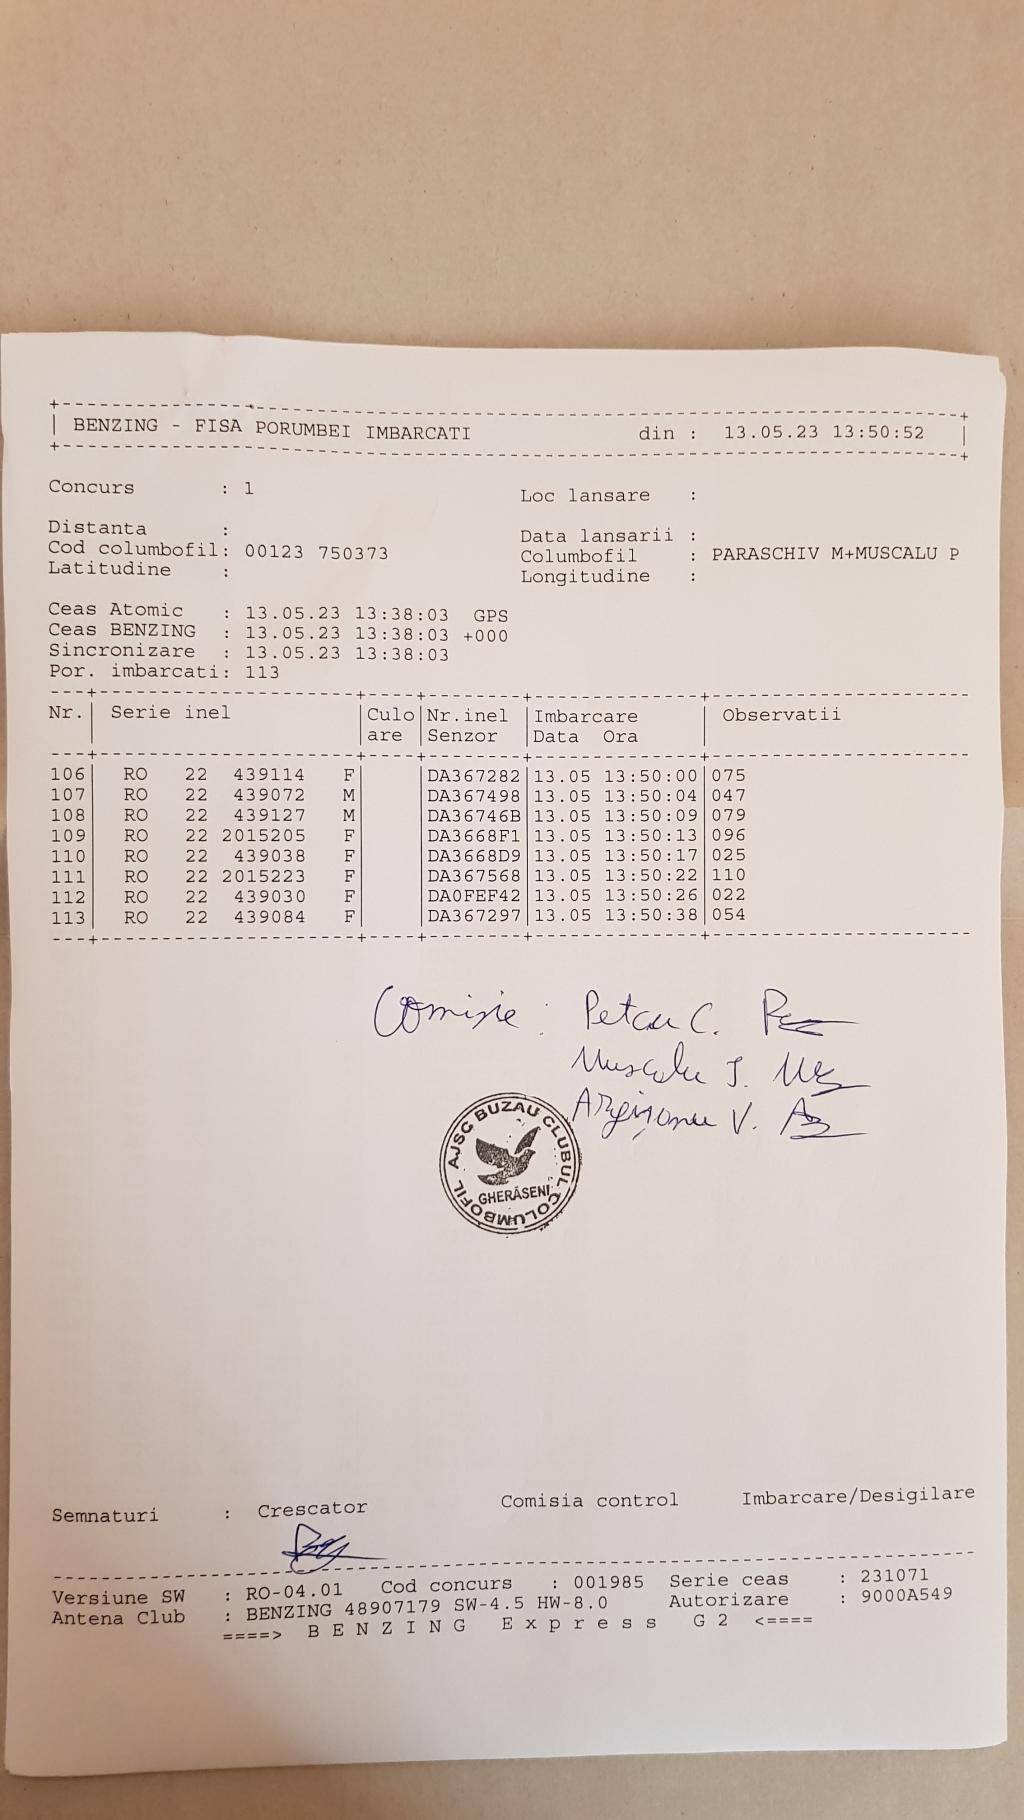 BENZING - FISA PORUMBEI IMBARCATI din : 13.05.23 13:50:52
Concurs : 1 Loc lansare :
Distanta : Data lansarii :
Cod columbofil: 00123 750373 Columbofil : PARASCHIV M+MUSCALU P
Latitudine : Longitudine :
Ceas Atomic : 13.05.23 13:38:03 GPS
Ceas BENZING : 13.05.23 13:38:03 +000
Sincronizare : 13.05.23 13:38:03
Por. imbarcati: 113
Nr.| Serie inel |Culo|Nr.inel |Imbarcare | Observatii
|are |Senzor |Data Ora
106| RO 22 439114 F| |DA367282|13.05 13:50:00|075
107| RO 22 439072 M| |DA367498|13.05 13:50:04|047
108| RO 22 439127 M| |DA36746B|13.05 13:50:09|079
109| RO 22 2015205 F| |DA3668F1|13.05 13:50:13|096
110| RO 22 439038 F| |DA3668D9|13.05 13:50:17|025
111| RO 22 2015223 F| |DA367568|13.05 13:50:22|110
112| RO 22 439030 F| |DA0FEF42|13.05 13:50:26|022
113| RO 22 439084 F| |DA367297|13.05 13:50:38|054
Comisie : Petcu C.
Muscalu J.
V.
AJSC BUZAU CLUBUL COLUMBOFIL
GHERĂSENI
Semnaturi : Crescator Comisia control Imbarcare/Desigilare
Versiune SW : RO-04.01 Cod concurs : 001985 Serie ceas : 231071
Antena Club : BENZING 48907179 SW-4.5 HW-8.0 Autorizare : 9000A549
====> B E N Z I N G E x p r e s s G 2 <====